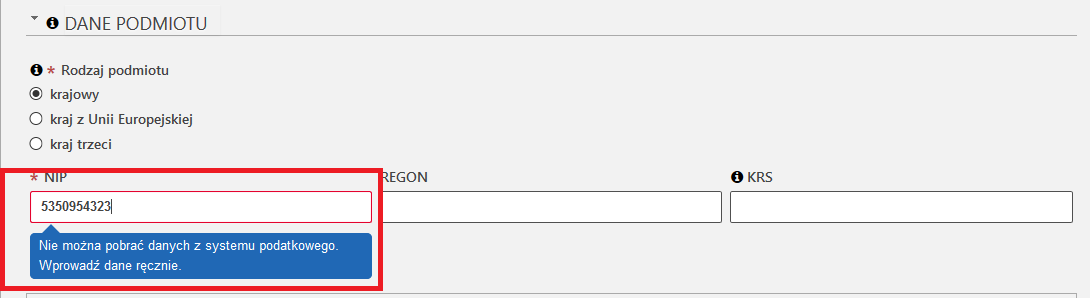 DANE PODMIOTU
* Rodzaj podmiotu
krajowy
kraj z Unii Europejskiej
kraj trzeci
* NIP REGON KRS
5350954323
Nie można pobrać danych z systemu podatkowego.
Wprowadź dane ręcznie.